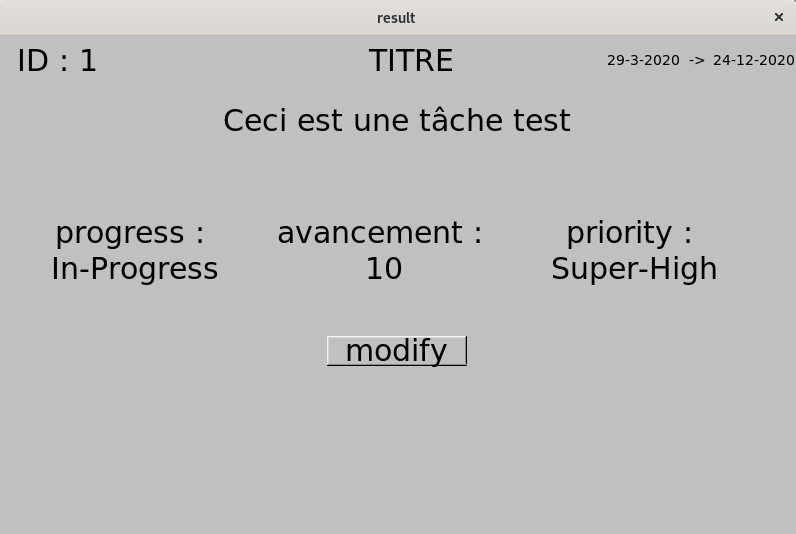 result
ID : 1 TITRE 29-3-2020 -> 24-12-2020
Ceci est une tâche test
progress : avancement : priority :
In-Progress 10 Super-High
modify